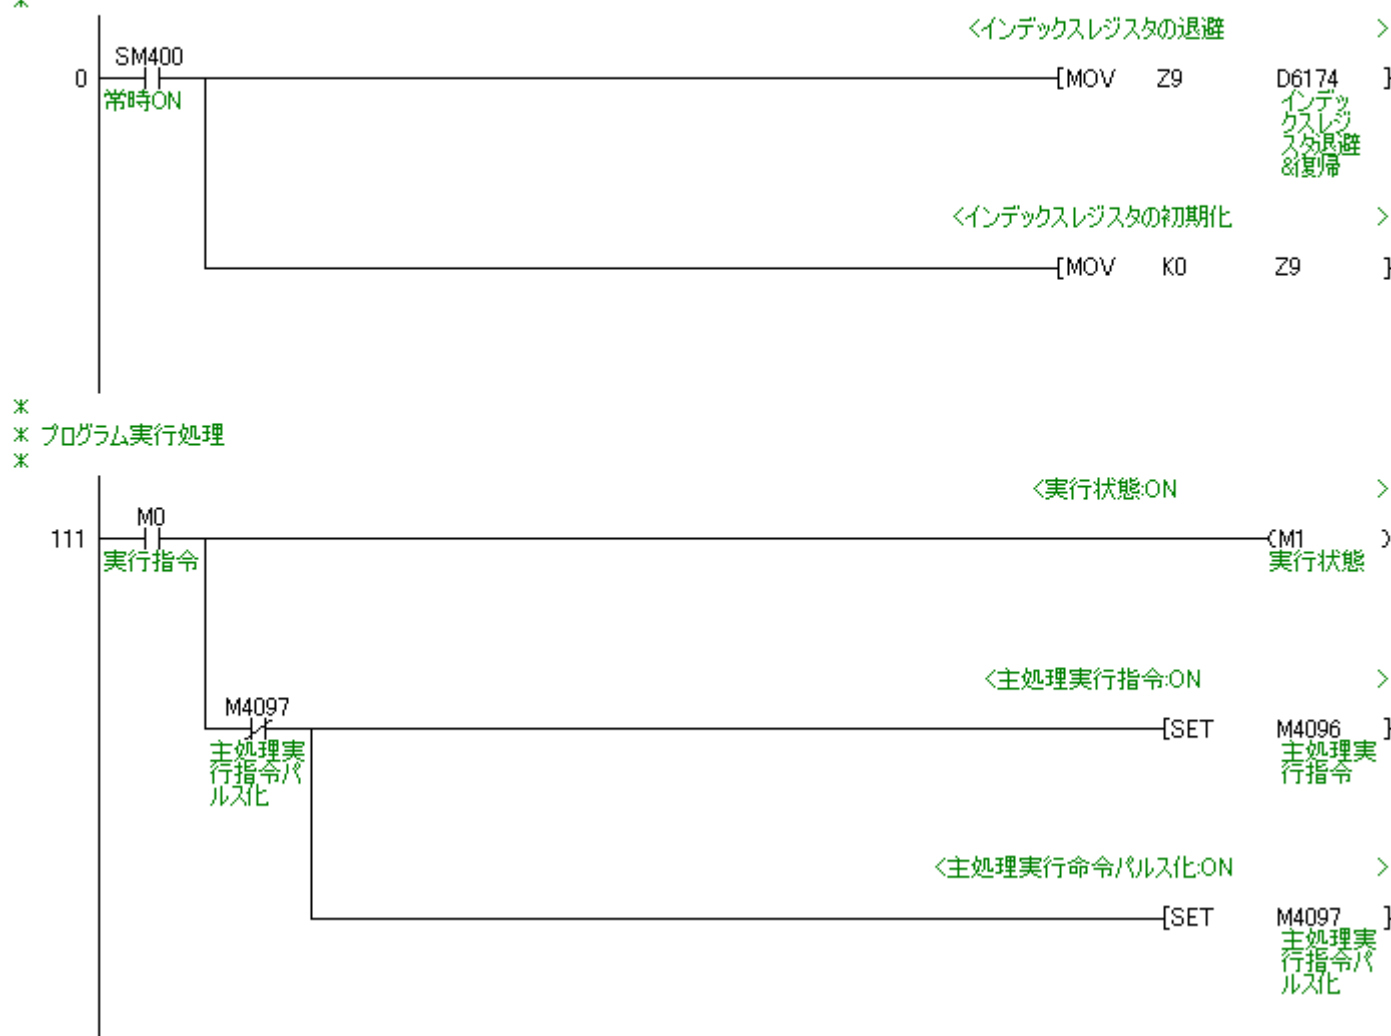 *
<インデックスレジスタの退避 >
SM400
0 [MOV Z9 D6174 ]
常時ON
インデッ
クスレジ
スタ退避
&復帰
<インデックスレジスタの初期化 >
[MOV K0 Z9 ]
*
* プログラム実行処理
*
<実行状態:ON >
M0
111 (M1 )
実行指令 実行状態
<主処理実行指令:ON >
M4097
[SET M4096 ]
主処理実
行指令パ
ルス化
主処理実
行指令
<主処理実行命令パルス化:ON >
[SET M4097 ]
主処理実
行指令パ
ルス化